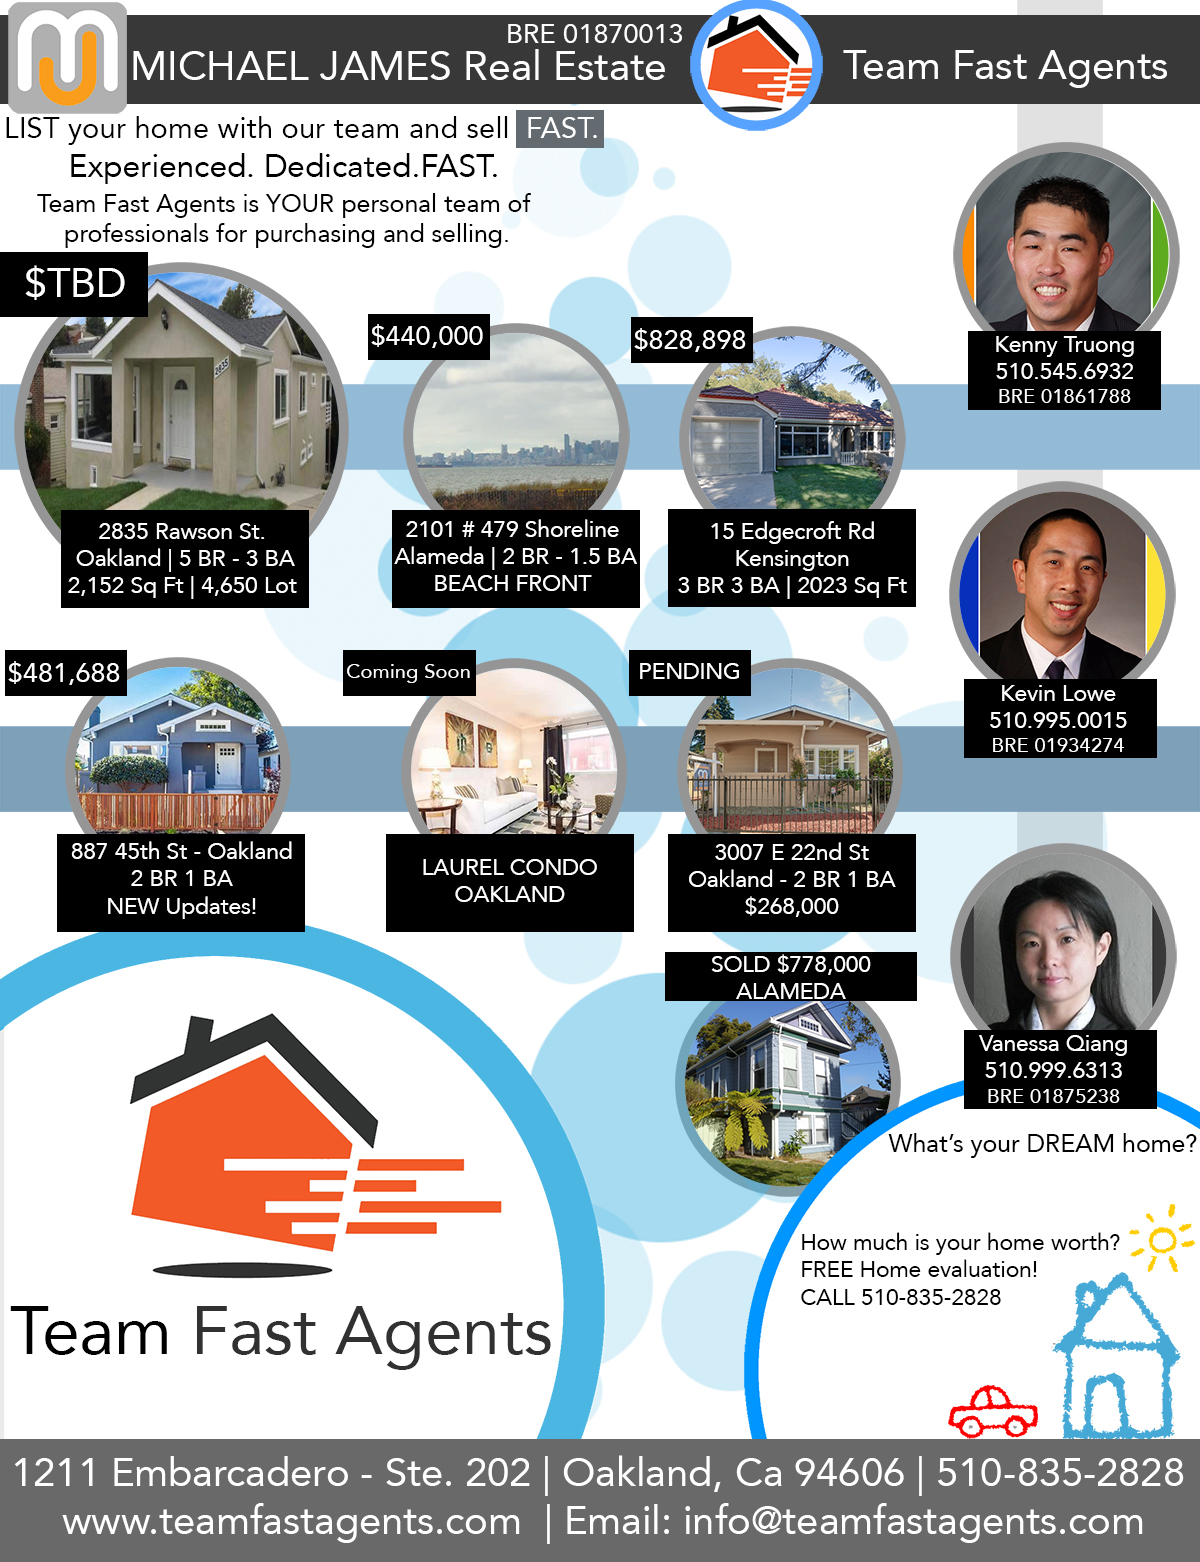 BRE 01870013
MICHAEL JAMES Real Estate
Team Fast Agents
LIST your home with our team and sell FAST.
Experienced. Dedicated.FAST.
Team Fast Agents is YOUR personal team of
professionals for purchasing and selling.
$TBD
2835
2835 Rawson St.
Oakland | 5 BR - 3 BA
2,152 Sq Ft | 4,650 Lot
$440,000
2101 # 479 Shoreline
Alameda | 2 BR - 1.5 BA
BEACH FRONT
$828,898
15 Edgecroft Rd
Kensington
3 BR 3 BA | 2023 Sq Ft
Kenny Truong
510.545.6932
BRE 01861788
Kevin Lowe
510.995.0015
BRE 01934274
$481,688
887 45th St - Oakland
2 BR 1 BA
NEW Updates!
Coming Soon
LAUREL CONDO
OAKLAND
PENDING
3007 E 22nd St
Oakland - 2 BR 1 BA
$268,000
SOLD $778,000
ALAMEDA
Vanessa Qiang
510.999.6313
BRE 01875238
What's your DREAM home?
How much is your home worth?
FREE Home evaluation!
CALL 510-835-2828
Team Fast Agents
1211 Embarcadero - Ste. 202 | Oakland, Ca 94606 | 510-835-2828
www.teamfastagents.com | Email: info@teamfastagents.com